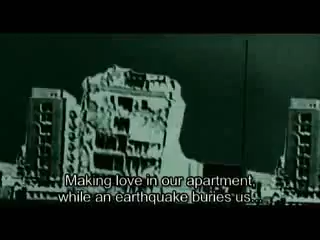 Making love in our apartment,
while an earthquake buries us...